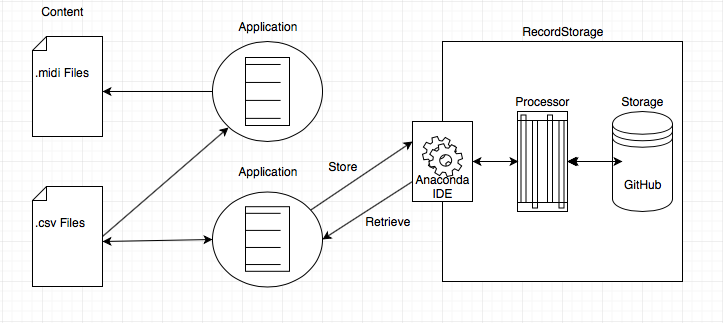 Content
Application
RecordStorage
.midi Files
Processor
Storage
Application
Store
Anaconda
IDE
GitHub
.csv Files
Retrieve